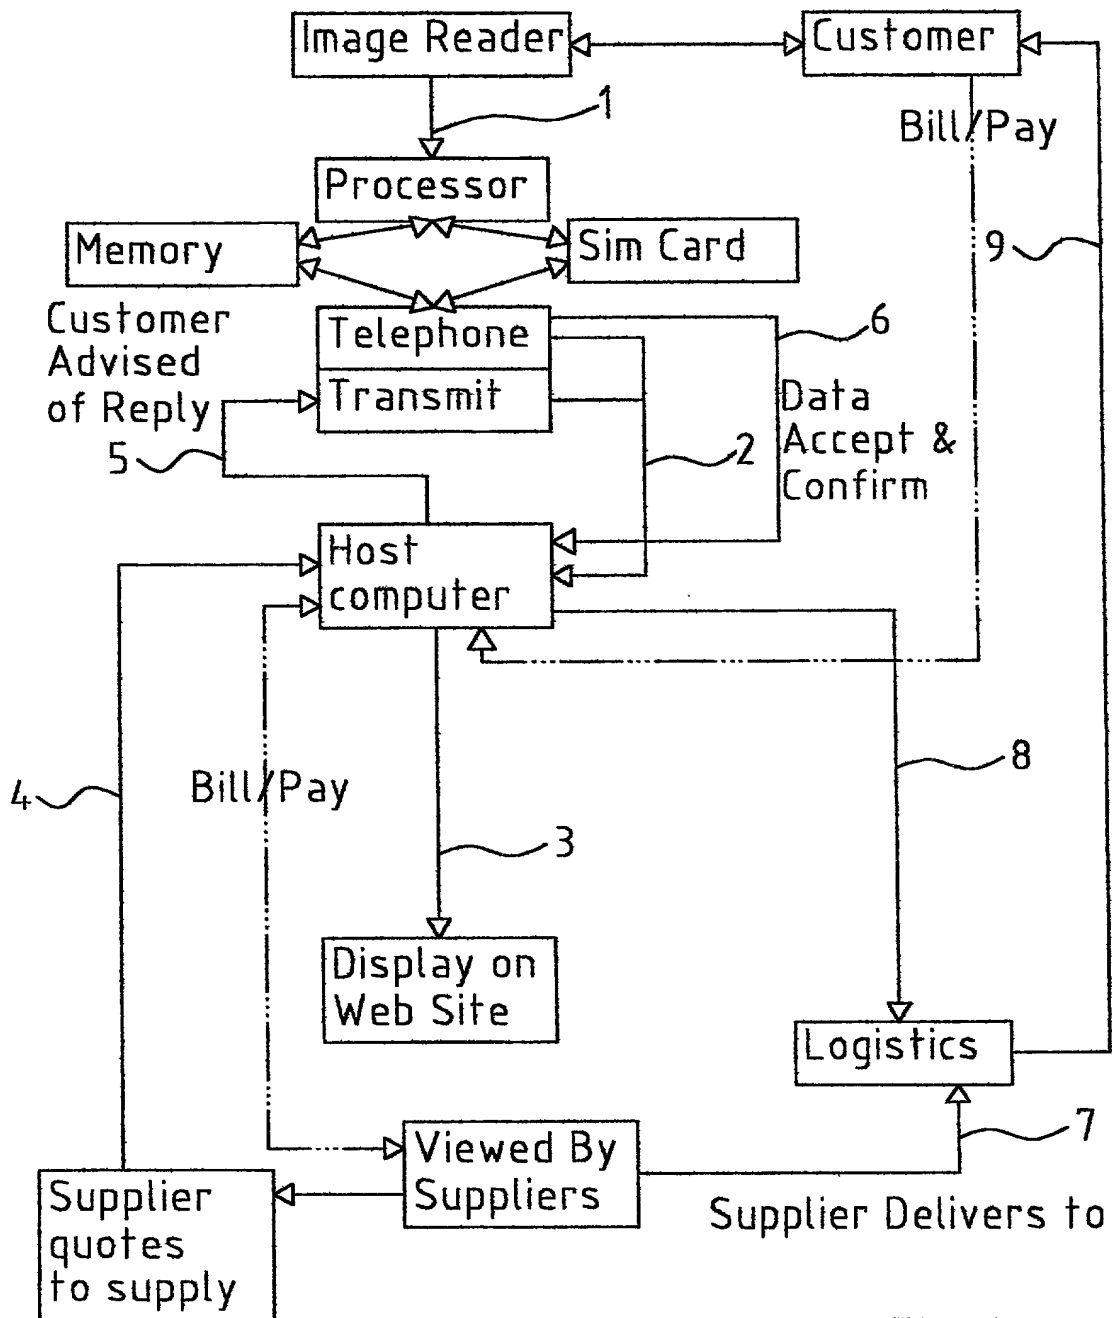 Image Reader
Customer
1
Bill/Pay
Processor
Memory
Sim Card
9
Customer
Advised
of Reply
Telephone
Transmit
6
Data
Accept &
Confirm
5
2
Host
computer
4
Bill/Pay
8
3
Display on
Web Site
Logistics
7
Viewed By
Suppliers
Supplier Delivers to
Supplier
quotes
to supply